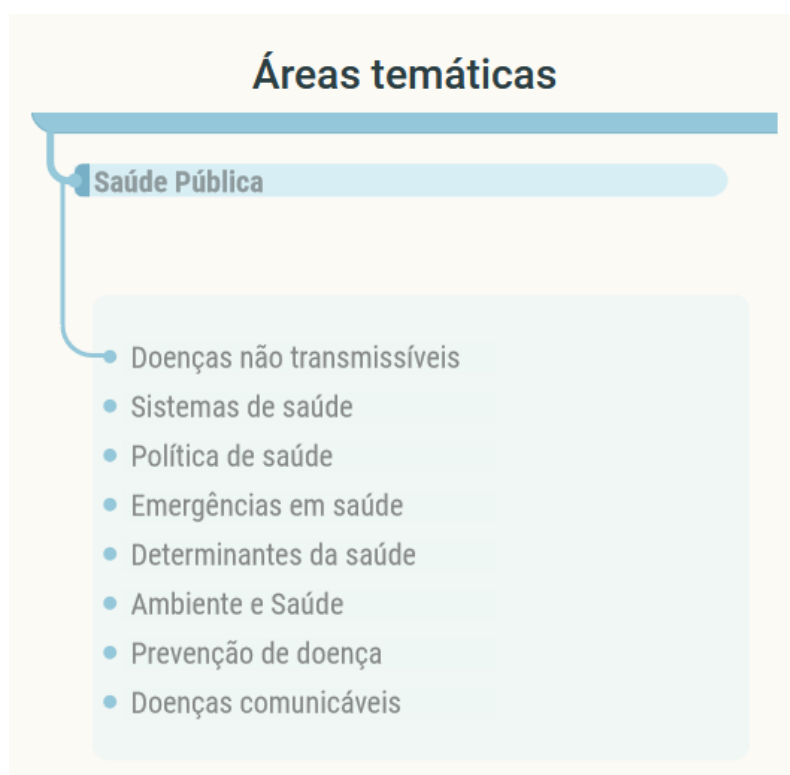 Áreas temáticas
Saúde Pública
Doenças não transmissíveis
Sistemas de saúde
Política de saúde
Emergências em saúde
Determinantes da saúde
Ambiente e Saúde
Prevenção de doença
Doenças comunicáveis